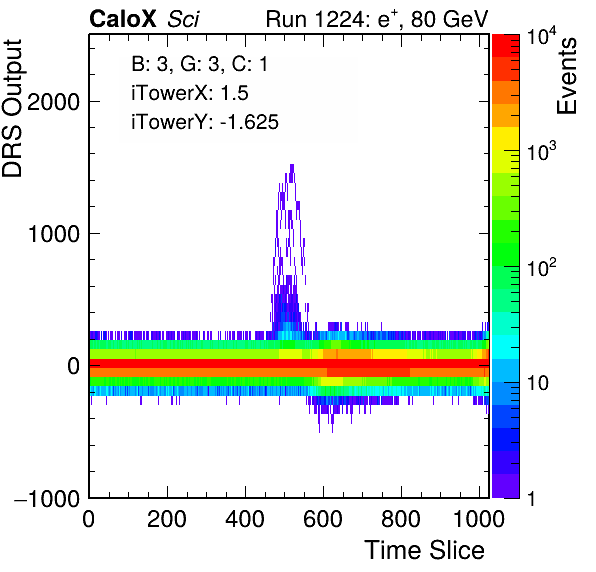 CaloX Sci
Run 1224: e⁺, 80 GeV
B: 3, G: 3, C: 1
iTowerX: 1.5
iTowerY: -1.625
DRS Output
2000
1000
0
−1000
0
200
400
600
800
1000
Time Slice
Events
10⁴
10³
10²
10
1